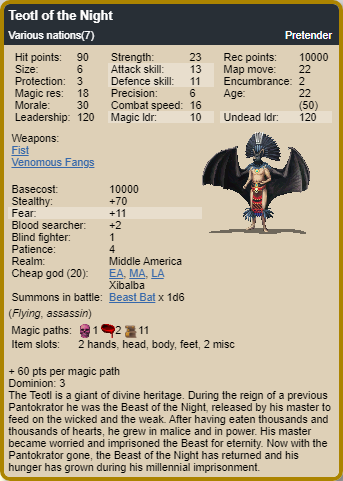 Teotl of the Night
Various nations(7) Pretender
Hit points: 90 Strength: 23 Rec points: 10000
Size: 6 Attack skill: 13 Map move: 22
Protection: 3 Defence skill: 11 Encumbrance: 2
Magic res: 18 Precision: 6 Age: 22
Morale: 30 Combat speed: 16 (50)
Leadership: 120 Magic ldr: 10 Undead ldr: 120
Weapons:
Fist
Venomous Fangs
Basecost: 10000
Stealthy: +70
Fear: +11
Blood searcher: +2
Blind fighter: 1
Patience: 4
Realm: Middle America
Cheap god (20): EA, MA, LA
Xibalba
Summons in battle: Beast Bat x 1d6
(Flying, assassin)
Magic paths: 1 2 11
Item slots: 2 hands, head, body, feet, 2 misc
+ 60 pts per magic path
Dominion: 3
The Teotl is a giant of divine heritage. During the reign of a previous
Pantokrator he was the Beast of the Night, released by his master to
feed on the wicked and the weak. After having eaten thousands and
thousands of hearts, he grew in malice and in power. His master
became worried and imprisoned the Beast for eternity. Now with the
Pantokrator gone, the Beast of the Night has returned and his
hunger has grown during his millennial imprisonment.